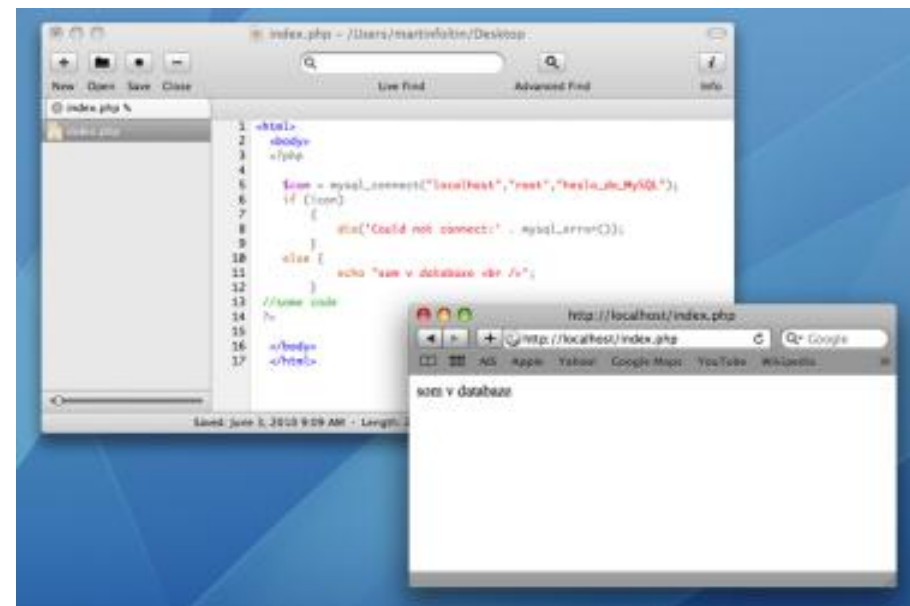 index.php - /Users/martinfoltin/Desktop
New Open Save Close
Live Find
Advanced Find
Info
index.php
index.php
1 <html>
2 <body>
3 <?php
4
5 $con = mysql_connect("localhost","root","heslo_do_MySQL");
6 if (!con)
7 {
8 die('Could not connect:' . mysql_error());
9 }
10 else {
11 echo "som v databaze <br />";
12 }
13 //some code
14 ?>
15
16 </body>
17 </html>
Saved: June 3, 2010 9:09 AM - Length:
http://localhost/index.php
http://localhost/index.php
Google
Apple Yahoo! Google Maps YouTube Wikipedia
som v databaze